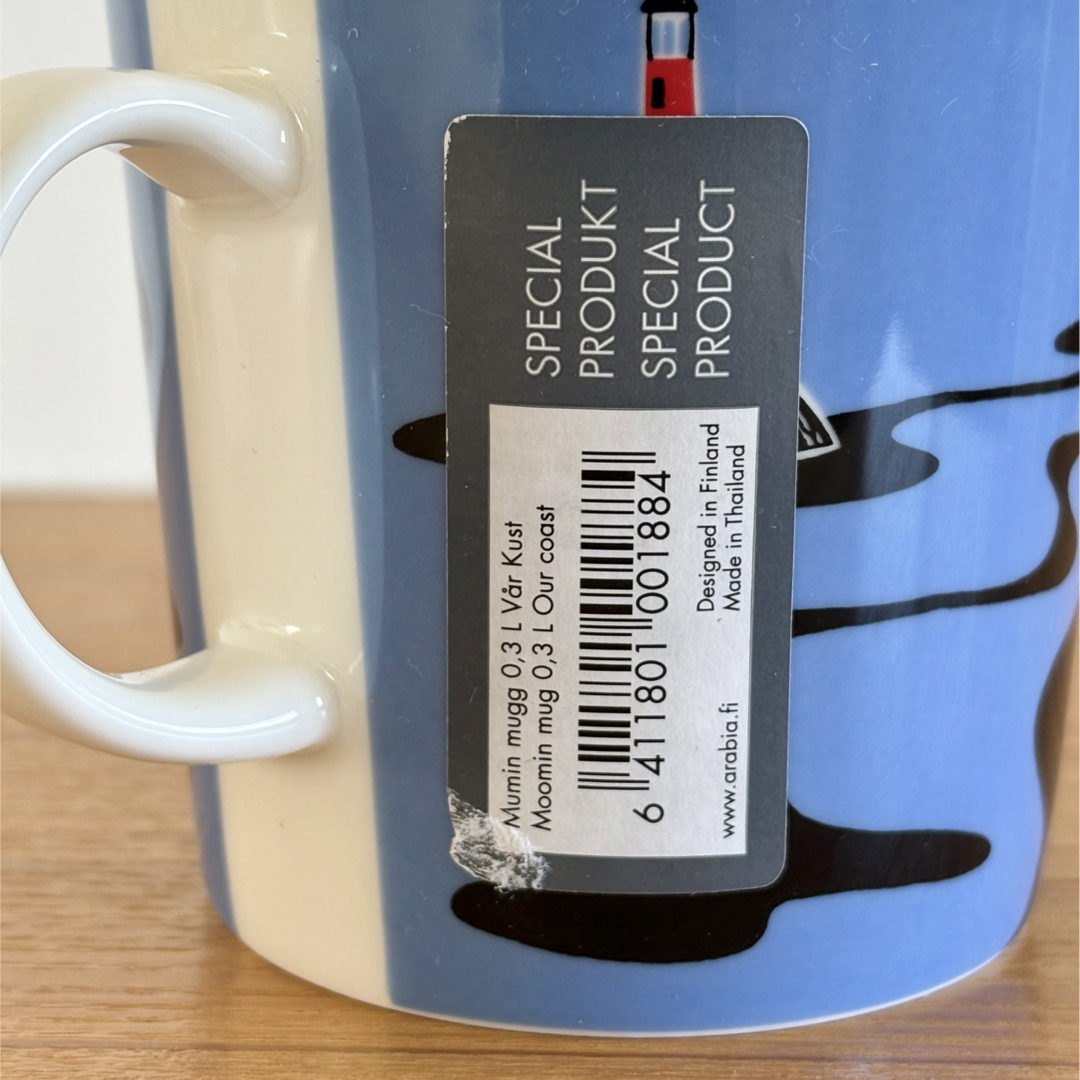 SPECIAL
PRODUKT
SPECIAL
PRODUCT
Mumin mugg 0,3 L Vår Kust
Moomin mug 0,3 L Our coast
6 411801 001884
Designed in Finland
Made in Thailand
www.arabia.fi